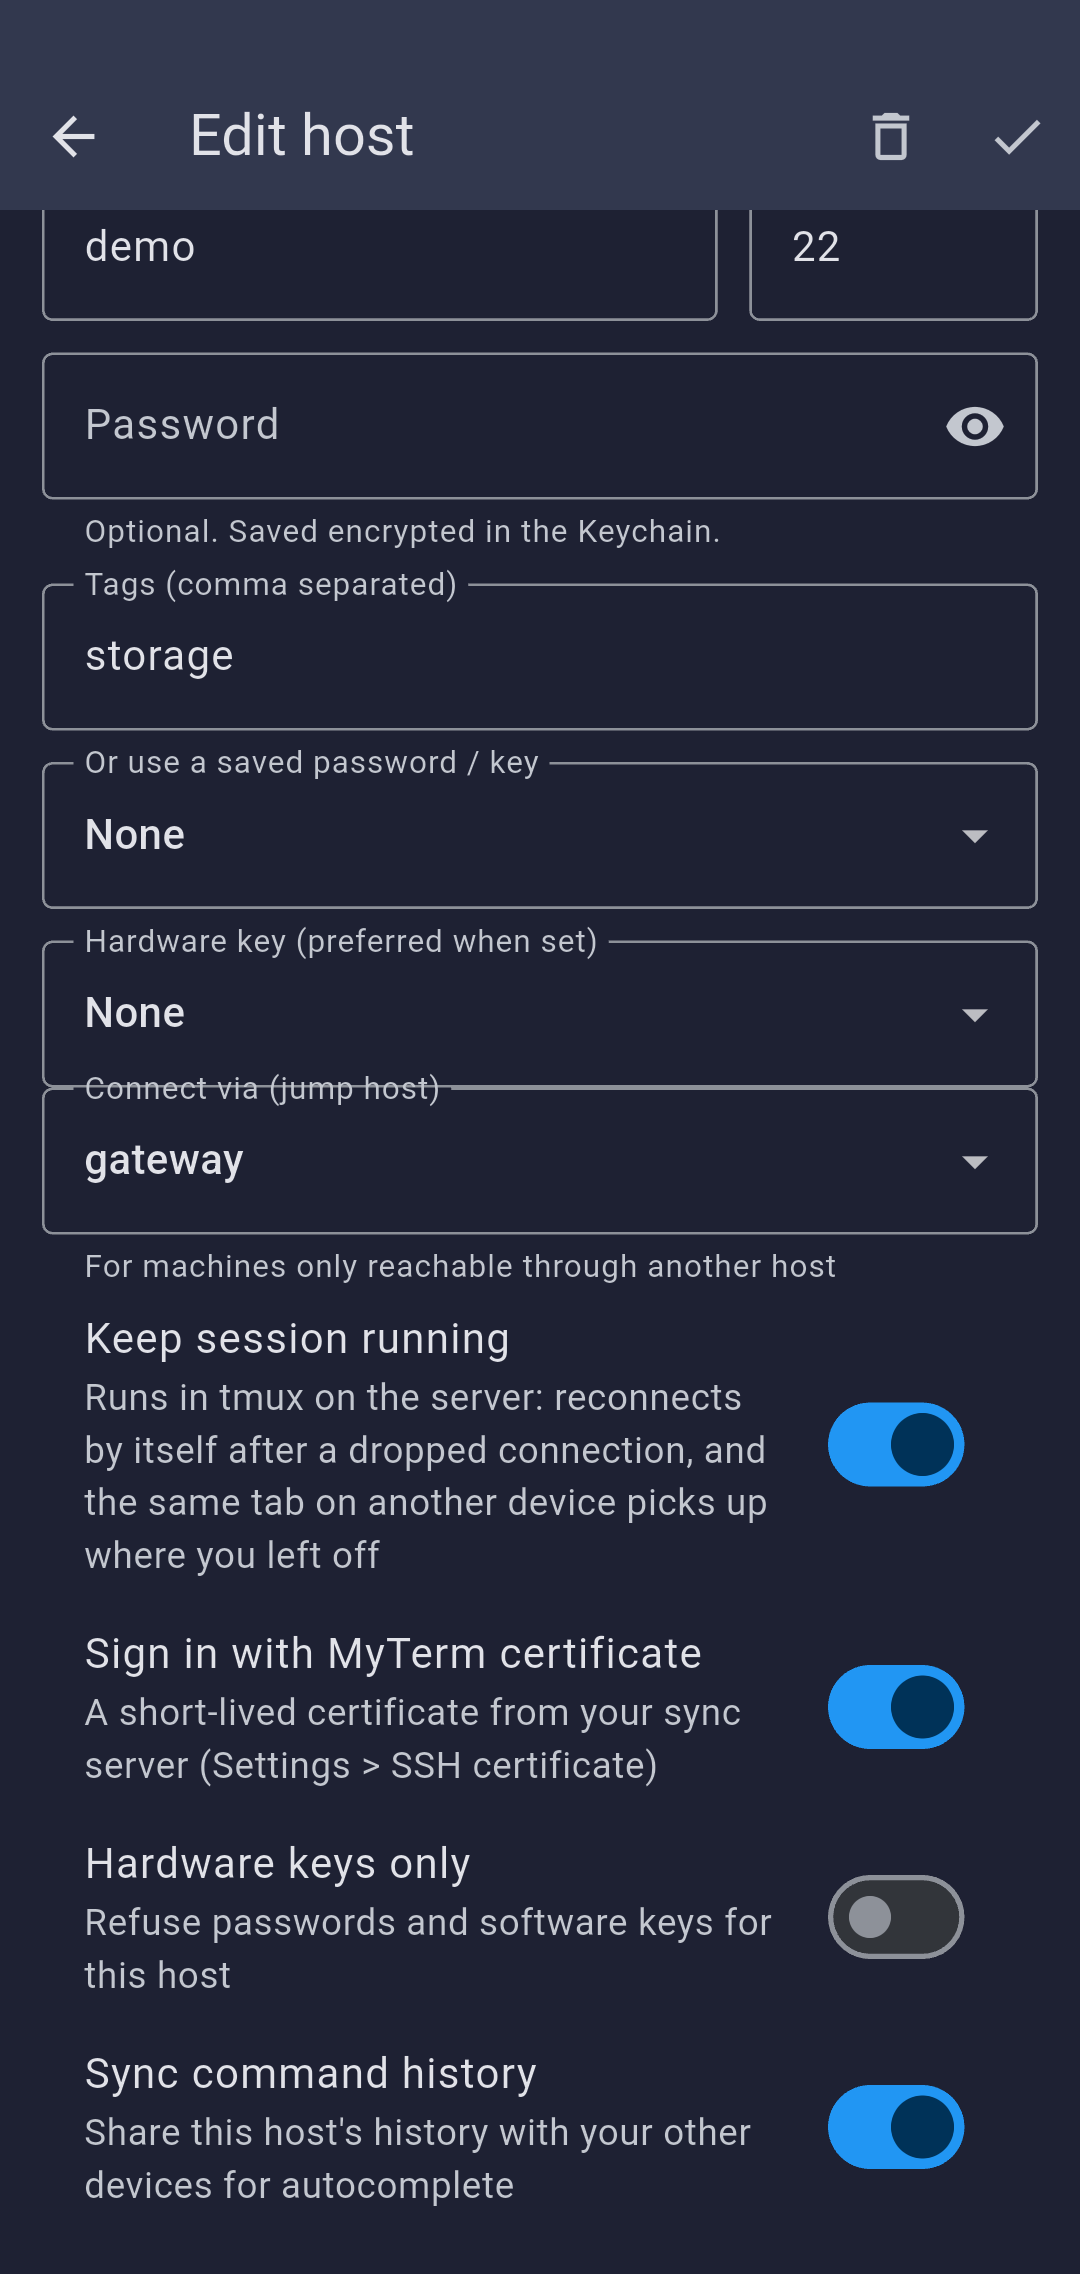 Edit host
demo
22
Password
Optional. Saved encrypted in the Keychain.
Tags (comma separated)
storage
Or use a saved password / key
None
Hardware key (preferred when set)
None
Connect via (jump host)
gateway
For machines only reachable through another host
Keep session running
Runs in tmux on the server: reconnects
by itself after a dropped connection, and
the same tab on another device picks up
where you left off
Sign in with MyTerm certificate
A short-lived certificate from your sync
server (Settings > SSH certificate)
Hardware keys only
Refuse passwords and software keys for
this host
Sync command history
Share this host's history with your other
devices for autocomplete